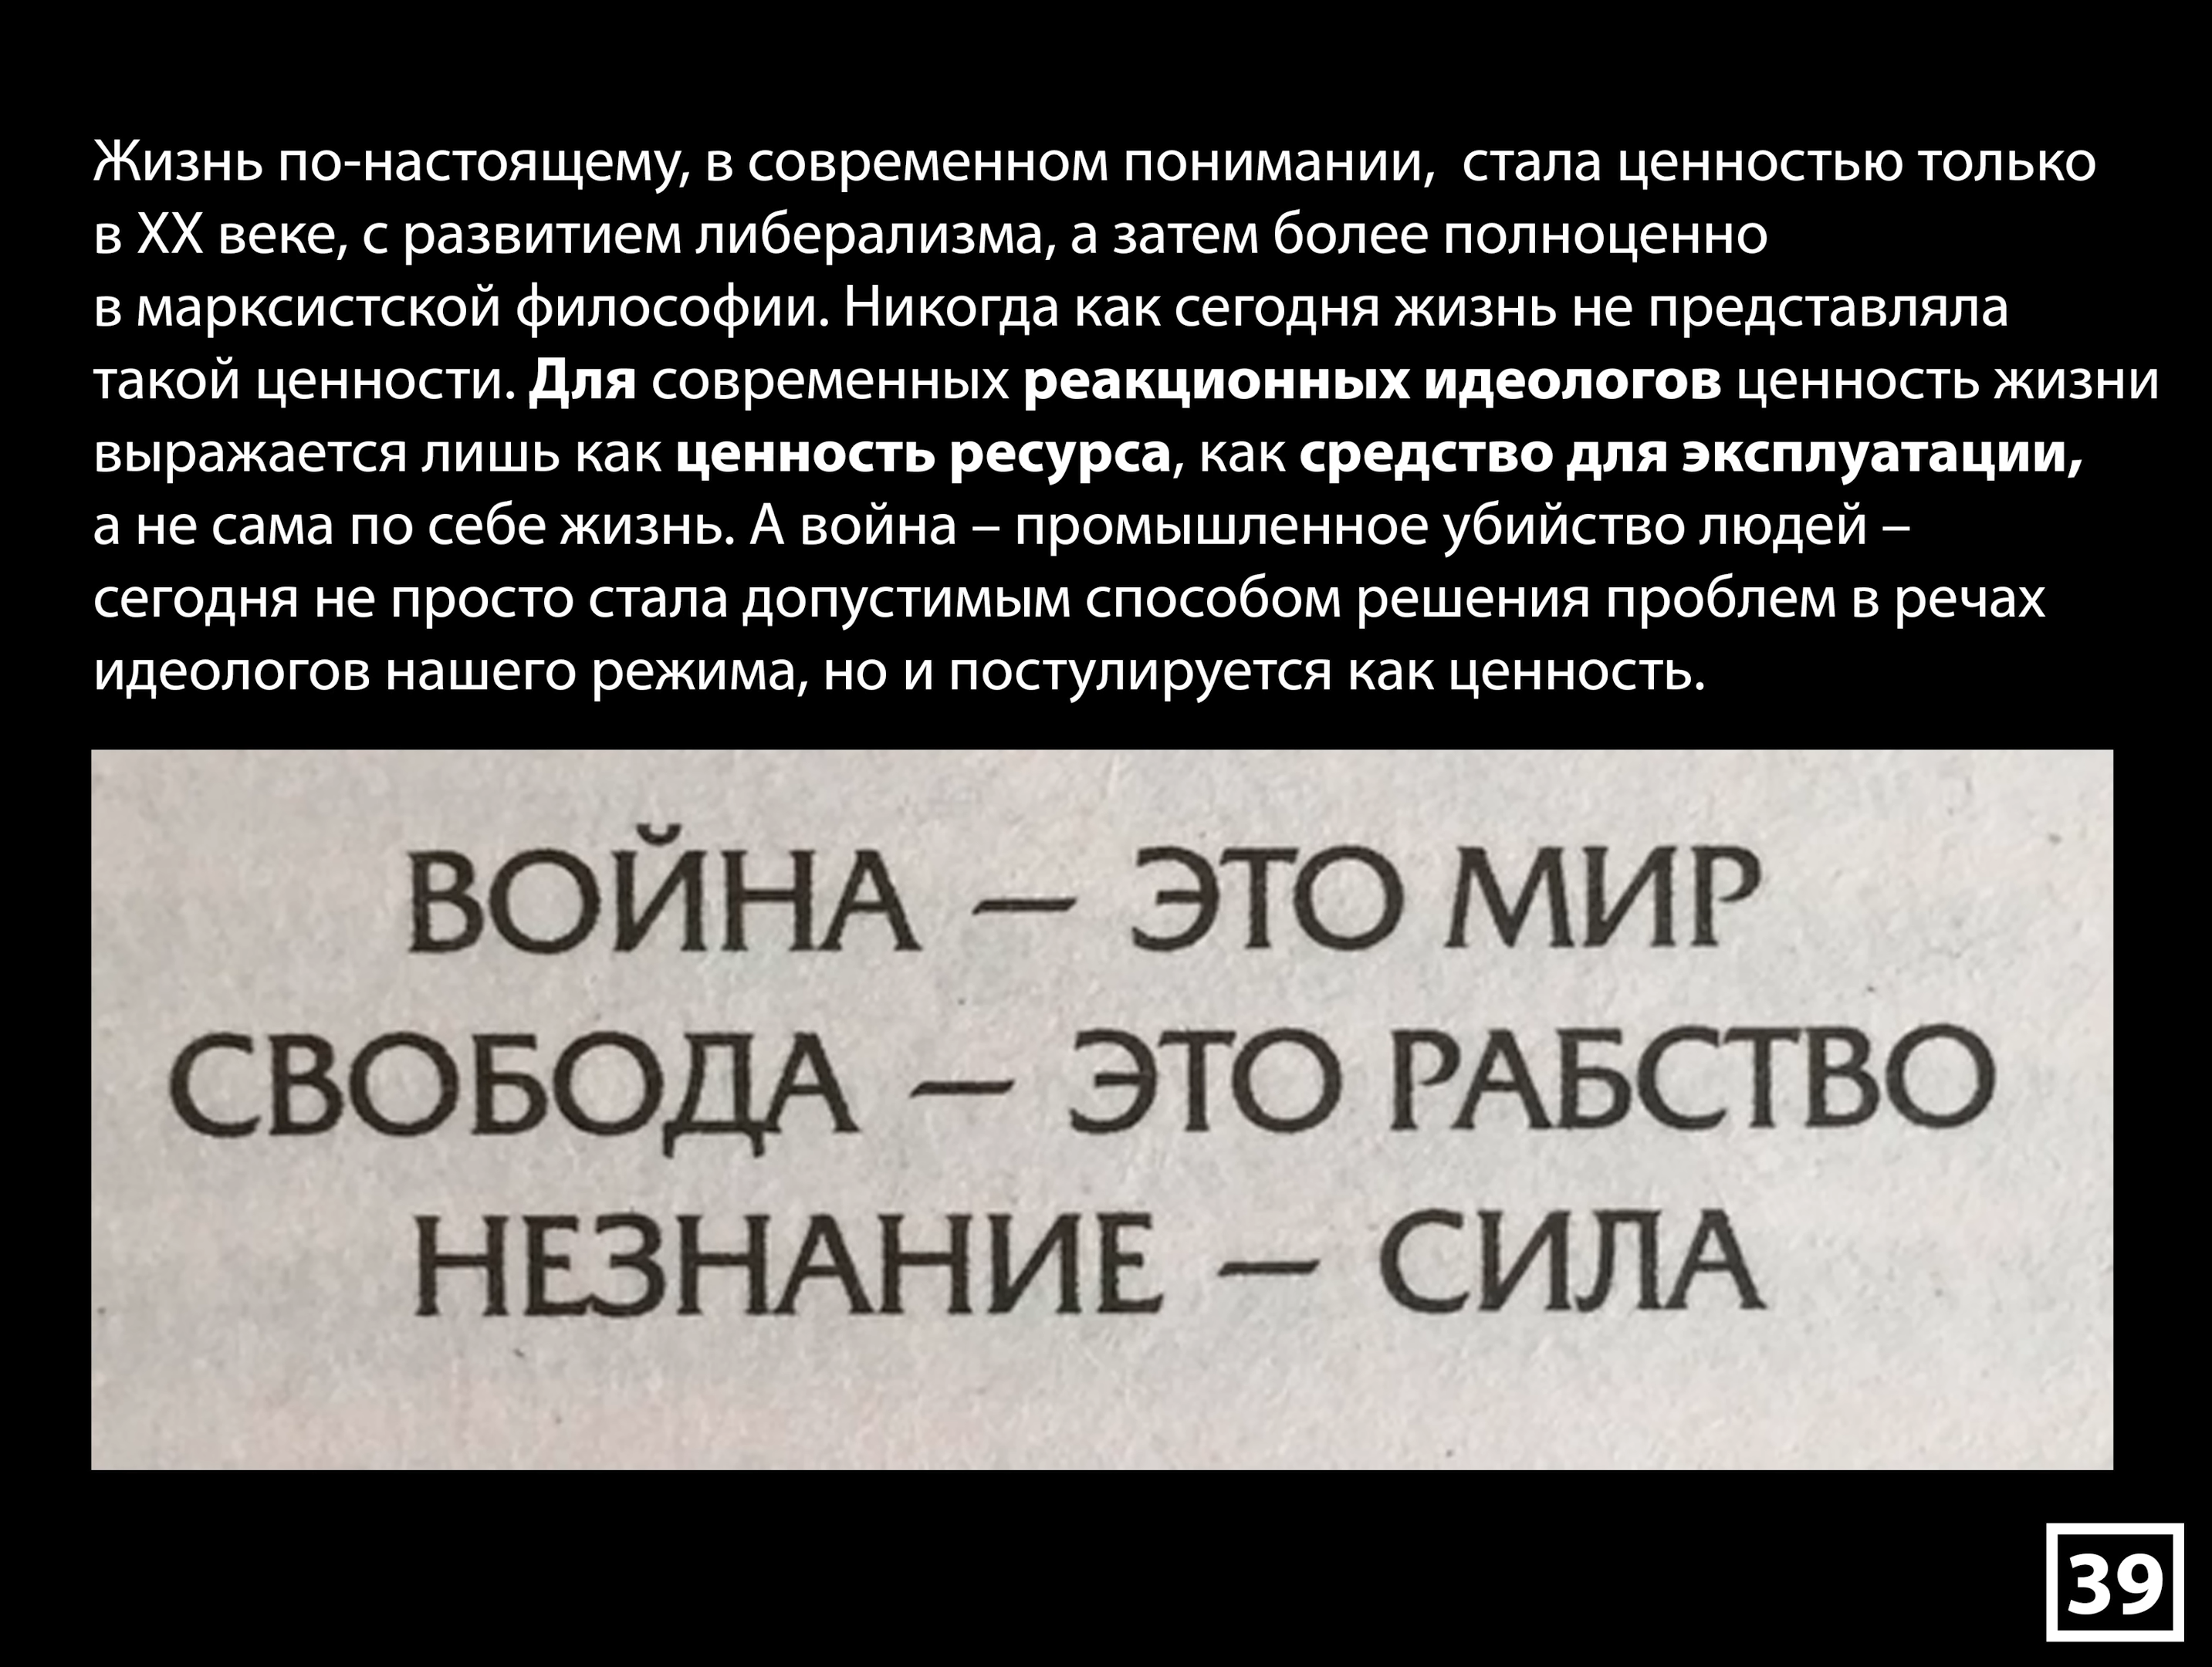 Жизнь по-настоящему, в современном понимании, стала ценностью только
в XX веке, с развитием либерализма, а затем более полноценно
в марксистской философии. Никогда как сегодня жизнь не представляла
такой ценности. Для современных реакционных идеологов ценность жизни
выражается лишь как ценность ресурса, как средство для эксплуатации,
а не сама по себе жизнь. А война – промышленное убийство людей –
сегодня не просто стала допустимым способом решения проблем в речах
идеологов нашего режима, но и постулируется как ценность.
ВОЙНА — ЭТО МИР
СВОБОДА — ЭТО РАБСТВО
НЕЗНАНИЕ — СИЛА
39